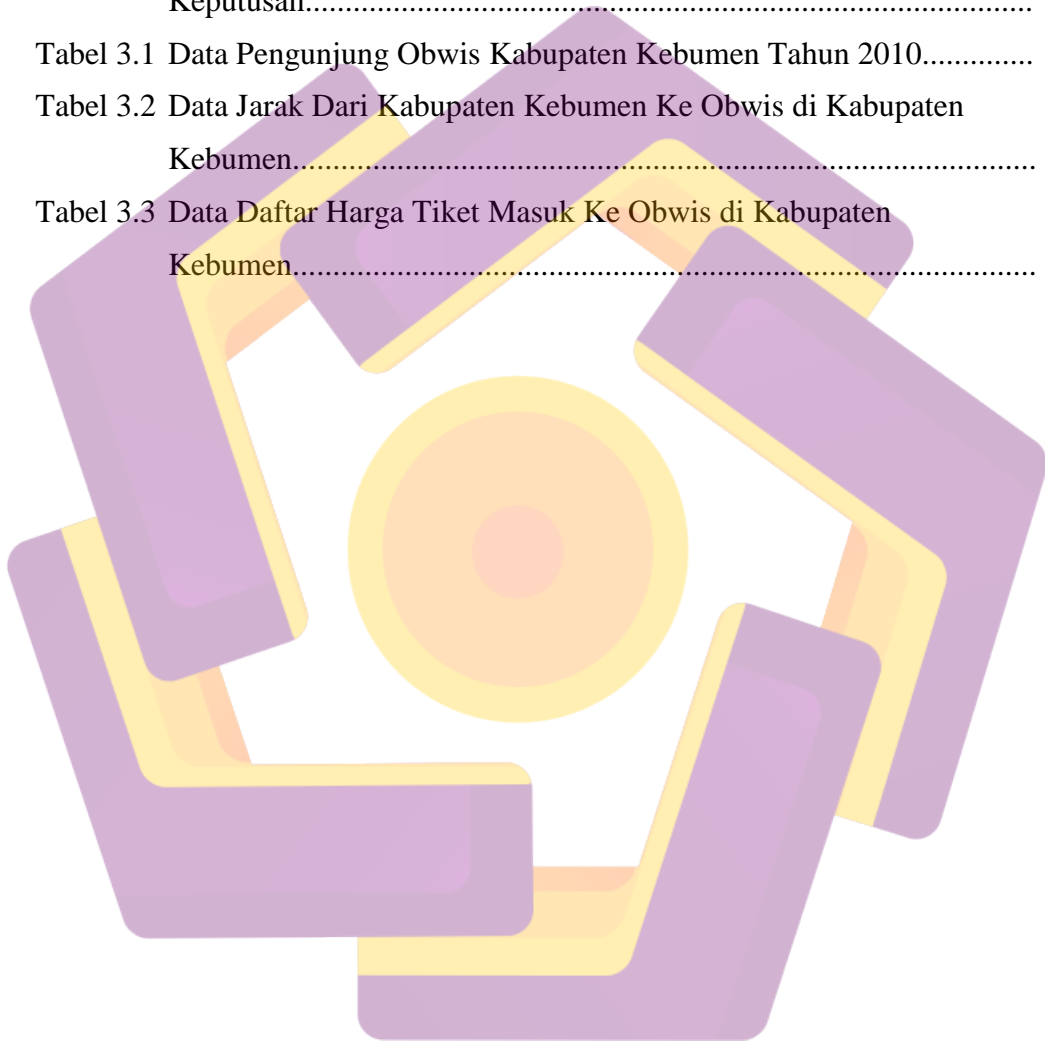 Keputusan...........................................................................................
Tabel 3.1 Data Pengunjung Obwis Kabupaten Kebumen Tahun 2010.............
Tabel 3.2 Data Jarak Dari Kabupaten Kebumen Ke Obwis di Kabupaten
Kebumen............................................................................................
Tabel 3.3 Data Daftar Harga Tiket Masuk Ke Obwis di Kabupaten
Kebumen............................................................................................